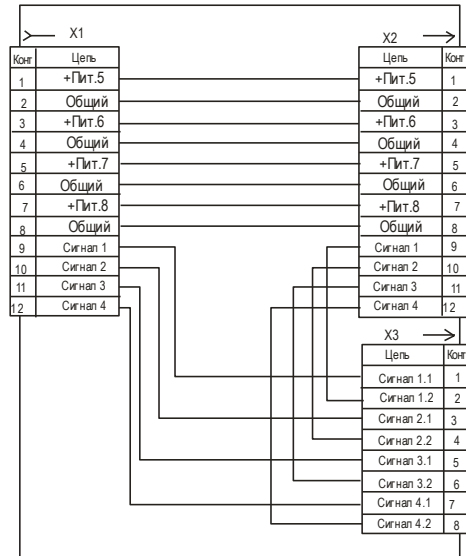 X1
Конт Цепь
1 +Пит.5
2 Общий
3 +Пит.6
4 Общий
5 +Пит.7
6 Общий
7 +Пит.8
8 Общий
9 Сигнал 1
10 Сигнал 2
11 Сигнал 3
12 Сигнал 4
X2
Цепь Конт
+Пит.5 1
Общий 2
+Пит.6 3
Общий 4
+Пит.7 5
Общий 6
+Пит.8 7
Общий 8
Сигнал 1 9
Сигнал 2 10
Сигнал 3 11
Сигнал 4 12
X3
Цепь Конт
Сигнал 1.1 1
Сигнал 1.2 2
Сигнал 2.1 3
Сигнал 2.2 4
Сигнал 3.1 5
Сигнал 3.2 6
Сигнал 4.1 7
Сигнал 4.2 8